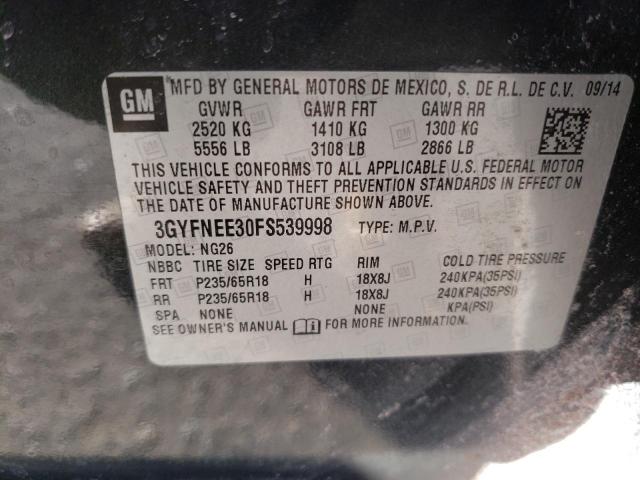 GM
MFD BY GENERAL MOTORS DE MEXICO, S. DE R.L. DE C.V. 09/14
GVWR GAWR FRT GAWR RR
2520 KG 1410 KG 1300 KG
5556 LB 3108 LB 2866 LB
THIS VEHICLE CONFORMS TO ALL APPLICABLE U.S. FEDERAL MOTOR
VEHICLE SAFETY AND THEFT PREVENTION STANDARDS IN EFFECT ON
THE DATE OF MANUFACTURE SHOWN ABOVE.
3GYFNEE30FS539998 TYPE: M.P.V.
MODEL: NG26
NBBC TIRE SIZE SPEED RTG RIM COLD TIRE PRESSURE
FRT P235/65R18 H 18X8J 240KPA(35PSI)
RR P235/65R18 H 18X8J 240KPA(35PSI)
SPA NONE NONE KPA(PSI)
SEE OWNER'S MANUAL i FOR MORE INFORMATION.